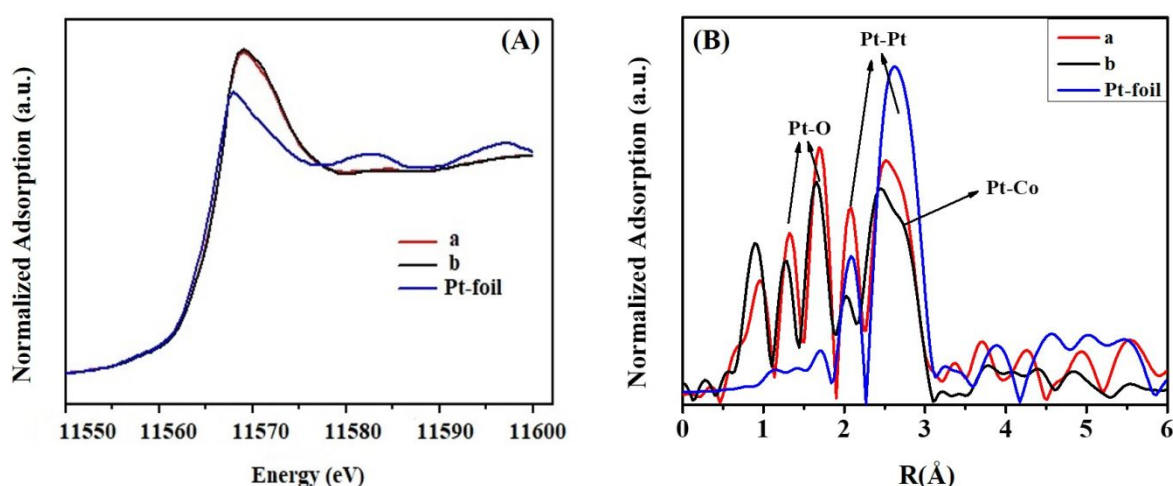 (A)
Normalized Adsorption (a.u.)
a
b
Pt-foil
11550 11560 11570 11580 11590 11600
Energy (eV)
(B)
Normalized Adsorption (a.u.)
Pt-Pt
a
b
Pt-foil
Pt-O
Pt-Co
0 1 2 3 4 5 6
R(Å)